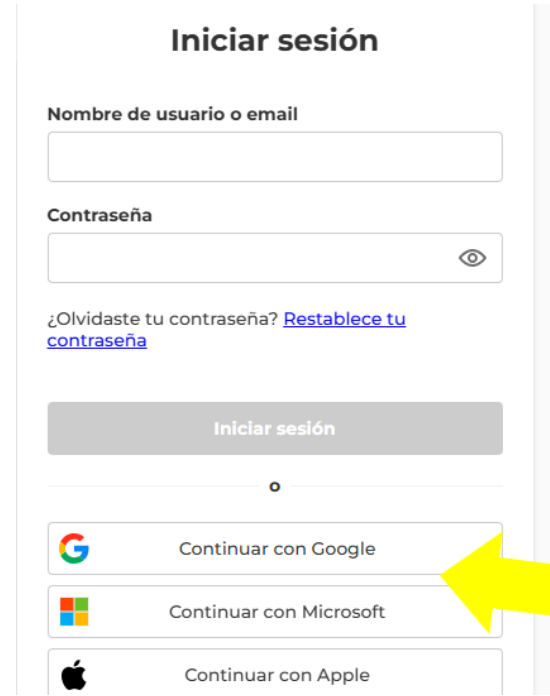 Iniciar sesión
Nombre de usuario o email
Contraseña
¿Olvidaste tu contraseña? Restablece tu
contraseña
Iniciar sesión
o
Continuar con Google
Continuar con Microsoft
Continuar con Apple